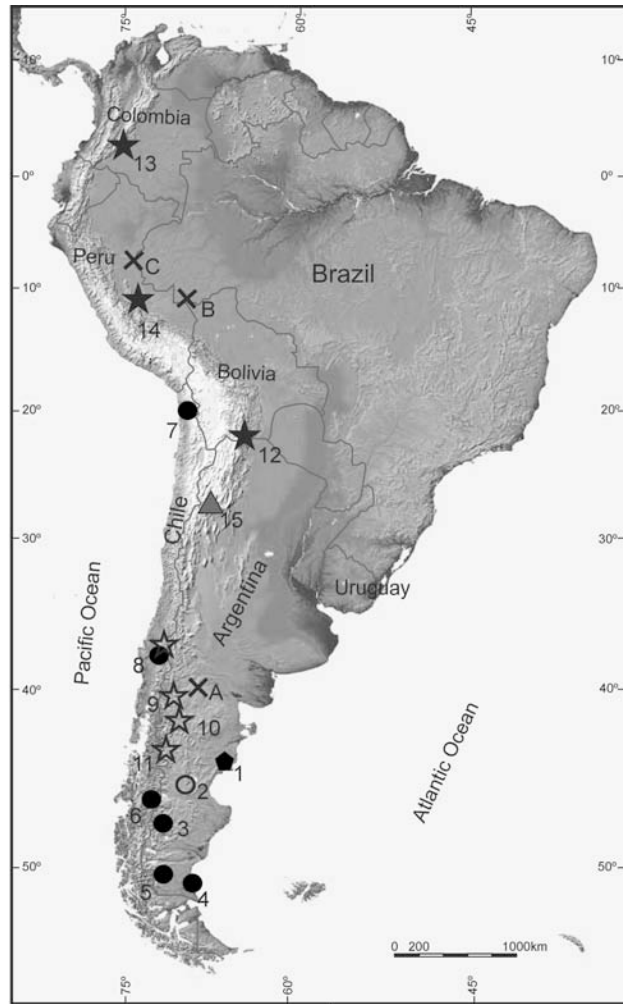 75° 60° 45°
10° 10°
Colombia
13
0° 0°
Peru C
Brazil
10° B 10°
14
Bolivia
20° 7 20°
12
15
Chile
30° 30°
Argentina
Uruguay
Pacific Ocean
8
40° 9 A 40°
10
11 1
2
Atlantic Ocean
6 3
50° 5 4 50°
0 200 1000km
75° 60° 45°